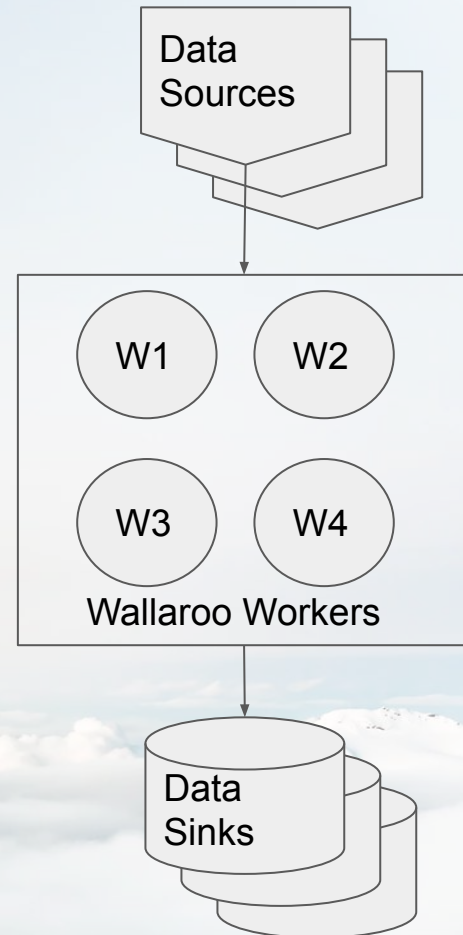 Data
Sources
W1 W2
W3 W4
Wallaroo Workers
Data
Sinks